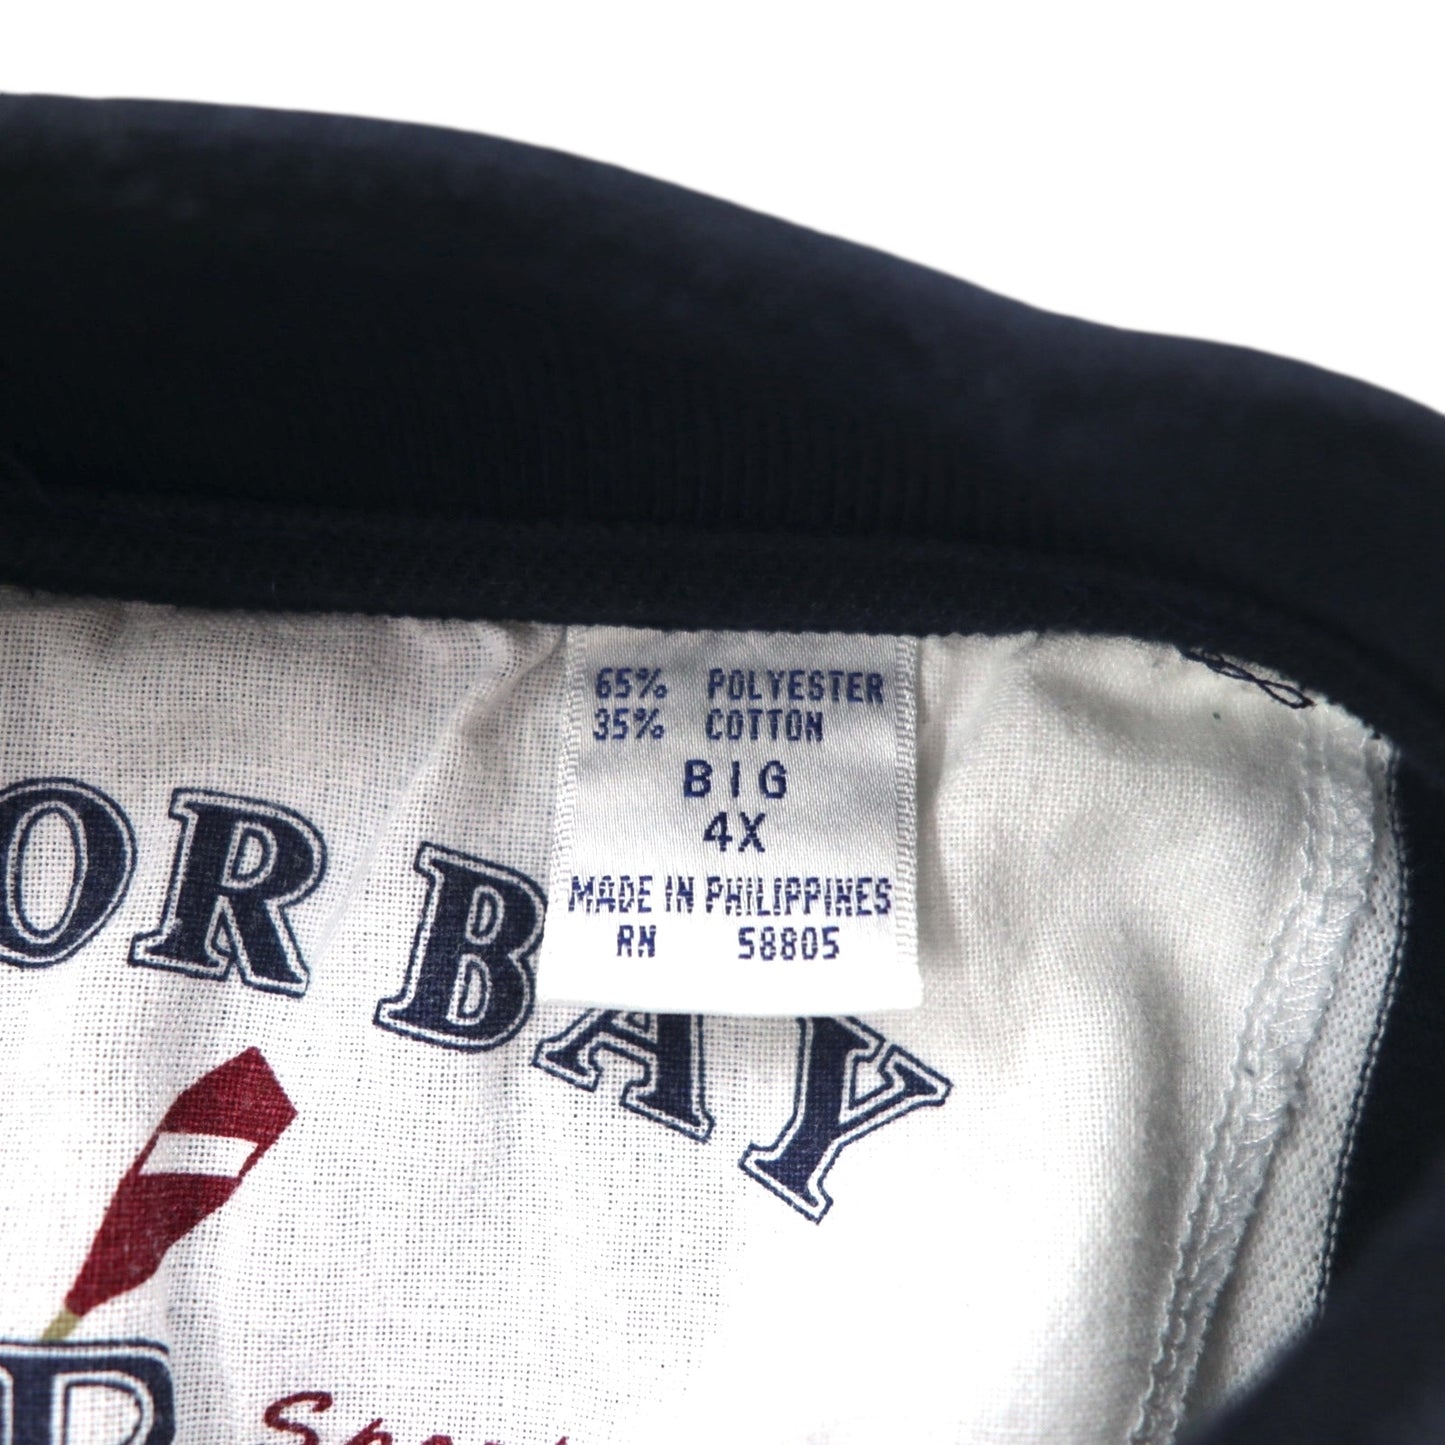 65% POLYESTER
35% COTTON
BIG
4X
MADE IN PHILIPPINES
RN 58805
OR BAY